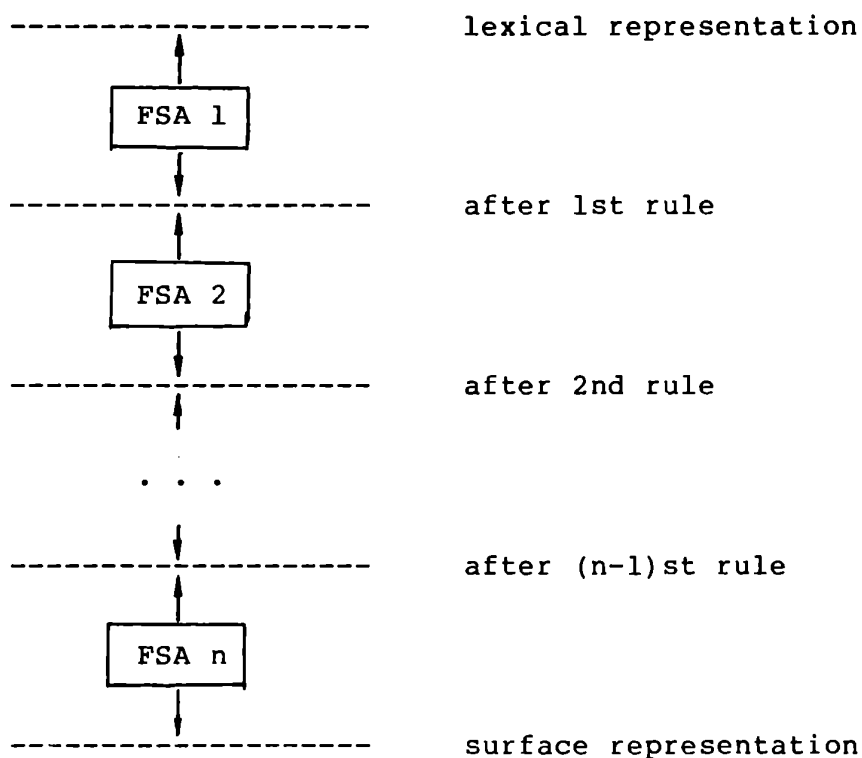 lexical representation
FSA 1
after 1st rule
FSA 2
after 2nd rule
. . .
after (n-1)st rule
FSA n
surface representation